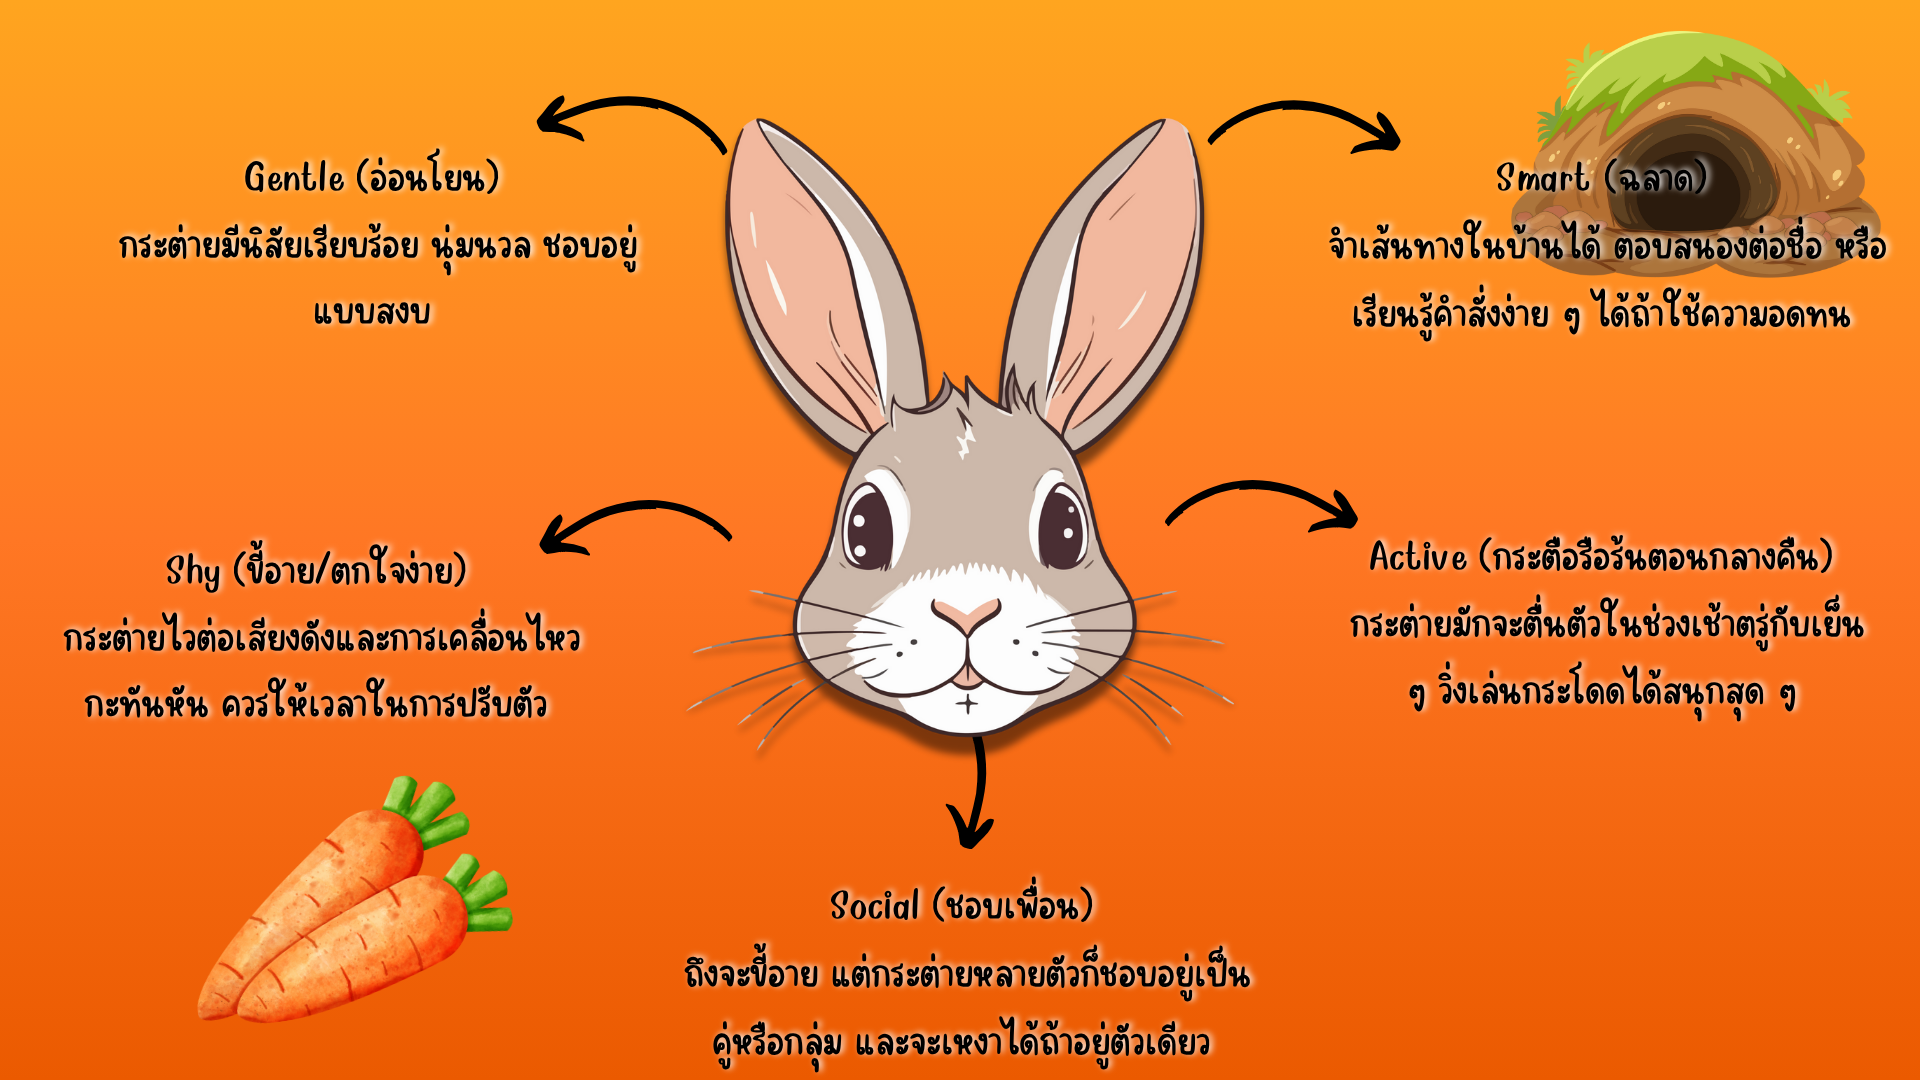 Gentle (อ่อนโยน)
กระต่ายมีนิสัยเรียบร้อย นุ่มนวล ชอบอยู่
แบบสงบ
Smart (ฉลาด)
จำเส้นทางในบ้านได้ ตอบสนองต่อชื่อ หรือ
เรียนรู้คำสั่งง่าย ๆ ได้ถ้าใช้ความอดทน
Shy (ขี้อาย/ตกใจง่าย)
กระต่ายไวต่อเสียงดังและการเคลื่อนไหว
กะทันหัน ควรให้เวลาในการปรับตัว
Active (กระตือรือร้นตอนกลางคืน)
กระต่ายมักจะตื่นตัวในช่วงเช้าตรู่กับเย็น
ๆ วิ่งเล่นกระโดดได้สนุกสุด ๆ
Social (ชอบเพื่อน)
ถึงจะขี้อาย แต่กระต่ายหลายตัวก็ชอบอยู่เป็น
คู่หรือกลุ่ม และจะเหงาได้ถ้าอยู่ตัวเดียว